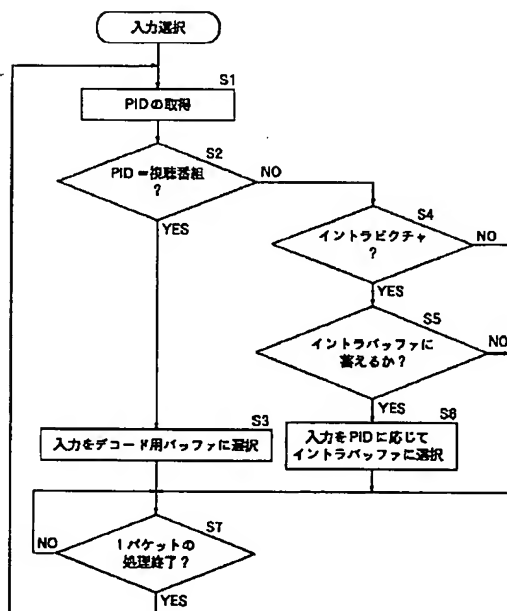 入力選択
S1
PIDの取得
S2
PID=視聴番組
?
NO
YES
S4
イントラピクチャ
?
NO
YES
S5
イントラバッファに
蓄えるか?
NO
YES
S3
入力をデコード用バッファに選択
S6
入力をPIDに応じて
イントラバッファに選択
S7
1パケットの
処理終了?
NO
YES